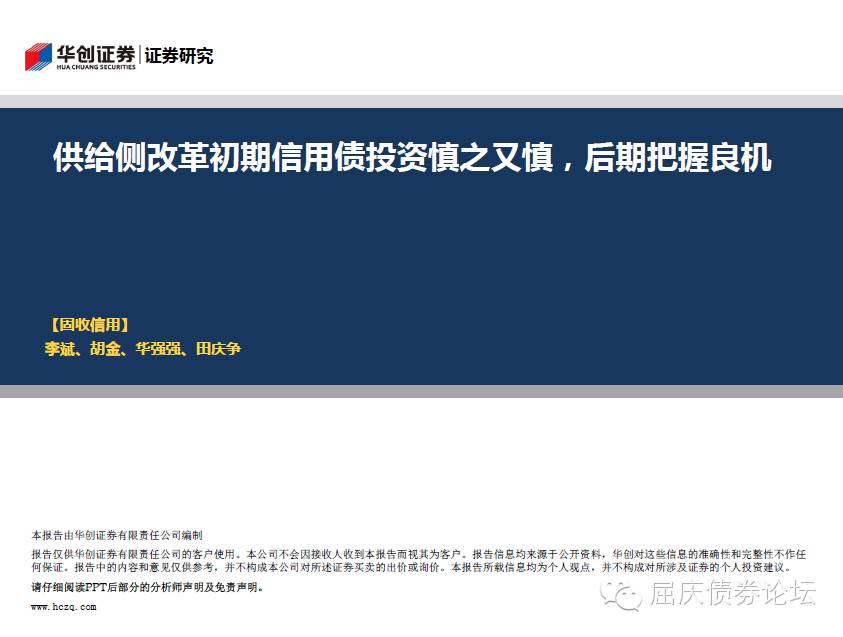 华创证券 证券研究
HUA CHUANG SECURITIES
供给侧改革初期信用债投资慎之又慎，后期把握良机
【固收信用】
李斌、胡金、华强强、田庆争
本报告由华创证券有限责任公司编制
报告仅供华创证券有限责任公司的客户使用。本公司不会因接收人收到本报告而视其为客户。报告信息均来源于公开资料，华创对这些信息的准确性和完整性不作任
何保证。报告中的内容和意见仅供参考，并不构成本公司对所述证券买卖的出价或询价。本报告所载信息均为个人观点，并不构成对所涉及证券的个人投资建议。
请仔细阅读PPT后部分的分析师声明及免责声明。
www.hczq.com
屈庆债券论坛